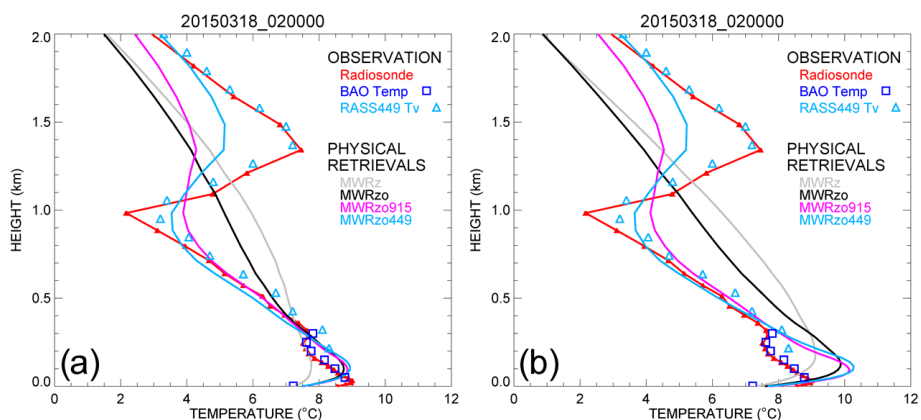 20150318_020000
(a)
OBSERVATION
Radiosonde
BAO Temp
RASS449 Tv
PHYSICAL
RETRIEVALS
MWRz
MWRzo
MWRzo915
MWRzo449
HEIGHT (km)
2.0
1.5
1.0
0.5
0.0
0 2 4 6 8 10 12
TEMPERATURE (°C)
20150318_020000
(b)
OBSERVATION
Radiosonde
BAO Temp
RASS449 Tv
PHYSICAL
RETRIEVALS
MWRz
MWRzo
MWRzo915
MWRzo449
HEIGHT (km)
2.0
1.5
1.0
0.5
0.0
0 2 4 6 8 10 12
TEMPERATURE (°C)